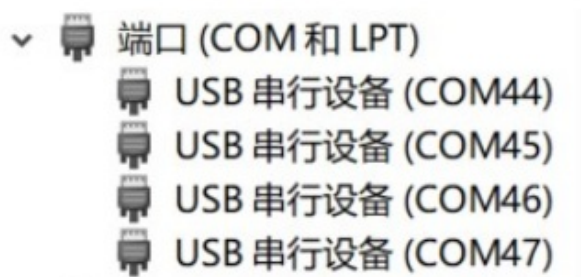 端口 (COM 和 LPT)
USB 串行设备 (COM44)
USB 串行设备 (COM45)
USB 串行设备 (COM46)
USB 串行设备 (COM47)